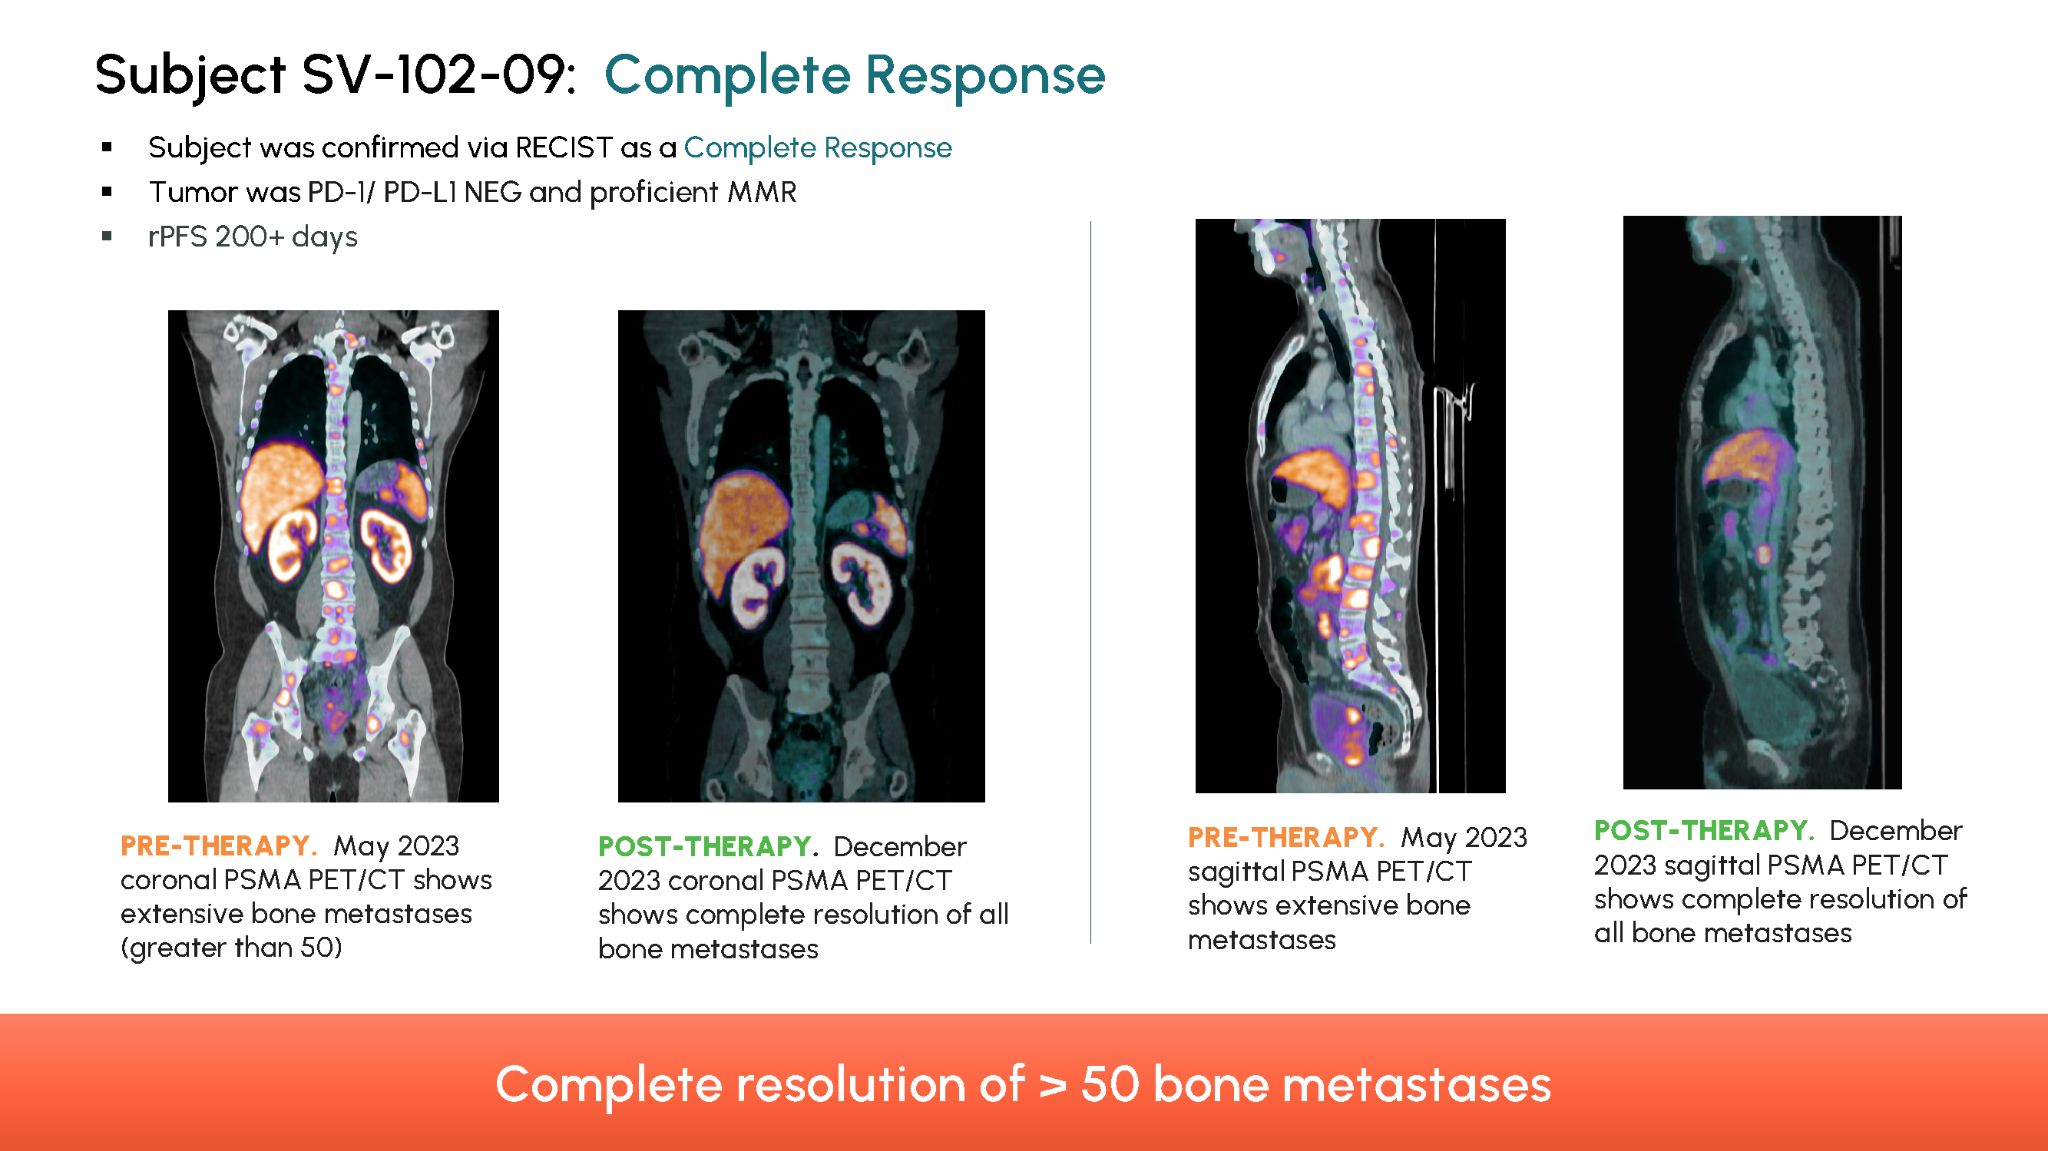 Subject SV-102-09: Complete Response
▪ Subject was confirmed via RECIST as a Complete Response
▪ Tumor was PD-1/ PD-L1 NEG and proficient MMR
▪ rPFS 200+ days
PRE-THERAPY. May 2023
coronal PSMA PET/CT shows
extensive bone metastases
(greater than 50)
POST-THERAPY. December
2023 coronal PSMA PET/CT
shows complete resolution of all
bone metastases
PRE-THERAPY. May 2023
sagittal PSMA PET/CT
shows extensive bone
metastases
POST-THERAPY. December
2023 sagittal PSMA PET/CT
shows complete resolution of
all bone metastases
Complete resolution of > 50 bone metastases